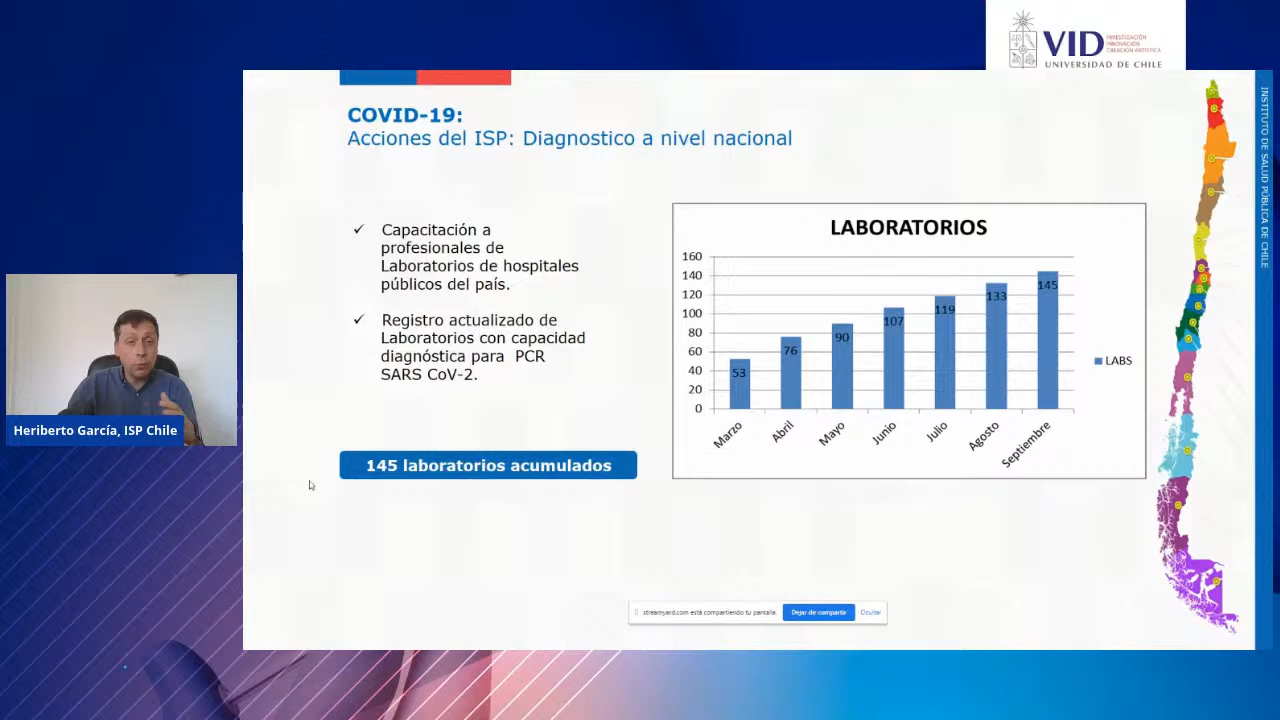 VID
INVESTIGACIÓN
INNOVACIÓN
CREACIÓN ARTÍSTICA
UNIVERSIDAD DE CHILE
INSTITUTO DE SALUD PÚBLICA DE CHILE
COVID-19:
Acciones del ISP: Diagnostico a nivel nacional
Capacitación a
profesionales de
Laboratorios de hospitales
públicos del país.
Registro actualizado de
Laboratorios con capacidad
diagnóstica para PCR
SARS CoV-2.
145 laboratorios acumulados
LABORATORIOS
160
140
120
100
80
60
40
20
0
53
76
90
107
119
133
145
Marzo
Abril
Mayo
Junio
Julio
Agosto
Septiembre
LABS
Heriberto García, ISP Chile
streamyard.com está compartiendo tu pantalla.
Dejar de compartir
Ocultar